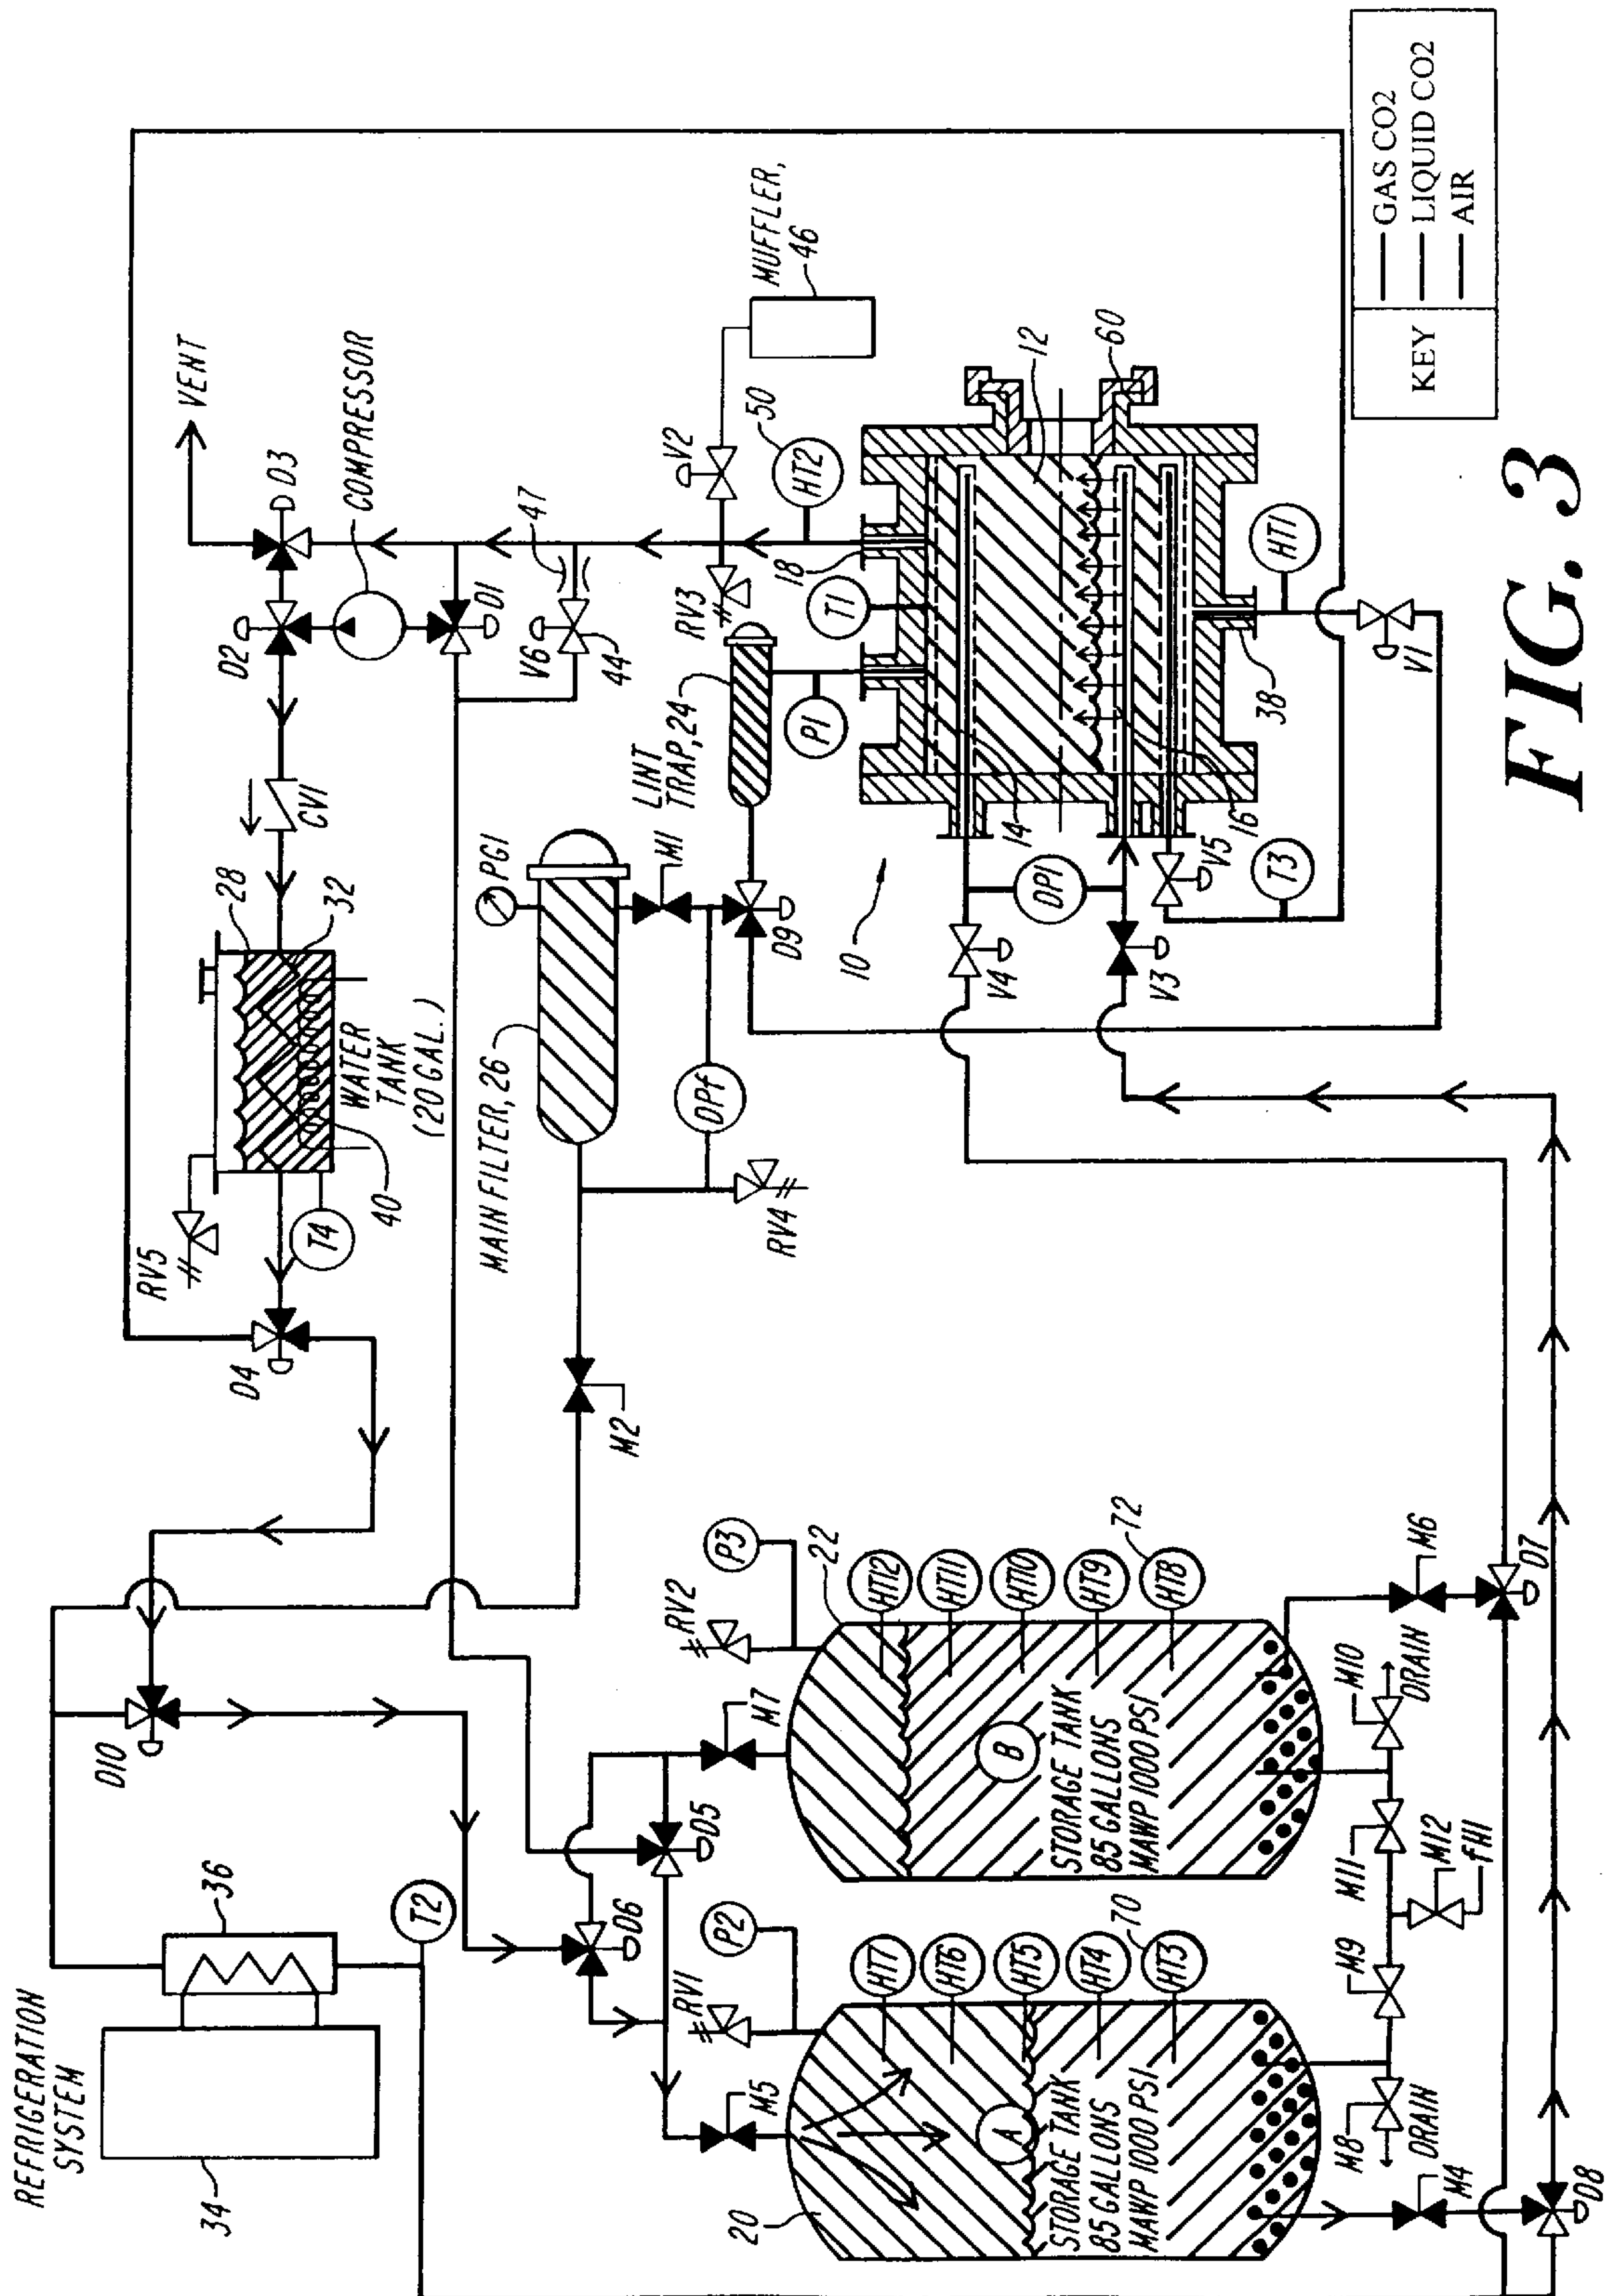 REFRIGERATION
SYSTEM
34
36
T2
D10
D4
RV5
T4
40
28
32
WATER
TANK
(20 GAL.)
CV1
D2
D3
VENT
COMPRESSOR
D1
V6
44
47
MAIN FILTER, 26
PG1
M1
LINT
TRAP, 24
RV3
V2
MUFFLER,
46
HT2
50
18
T1
P1
D9
DPf
RV4
M2
10
V4
DP1
V3
V5
T3
14
16
12
60
38
HT1
V1
D6
D5
M7
M5
RV1
P2
RV2
P3
20
22
HT7
HT6
HT5
HT4
HT3
70
HT12
HT11
HT10
HT9
HT8
72
A
STORAGE TANK
85 GALLONS
MAWP 1000 PSI
B
STORAGE TANK
85 GALLONS
MAWP 1000 PSI
M8
DRAIN
M9
M11
M12
FH1
M10
DRAIN
M4
D8
M6
D7
KEY
GAS CO2
LIQUID CO2
AIR
FIG. 3